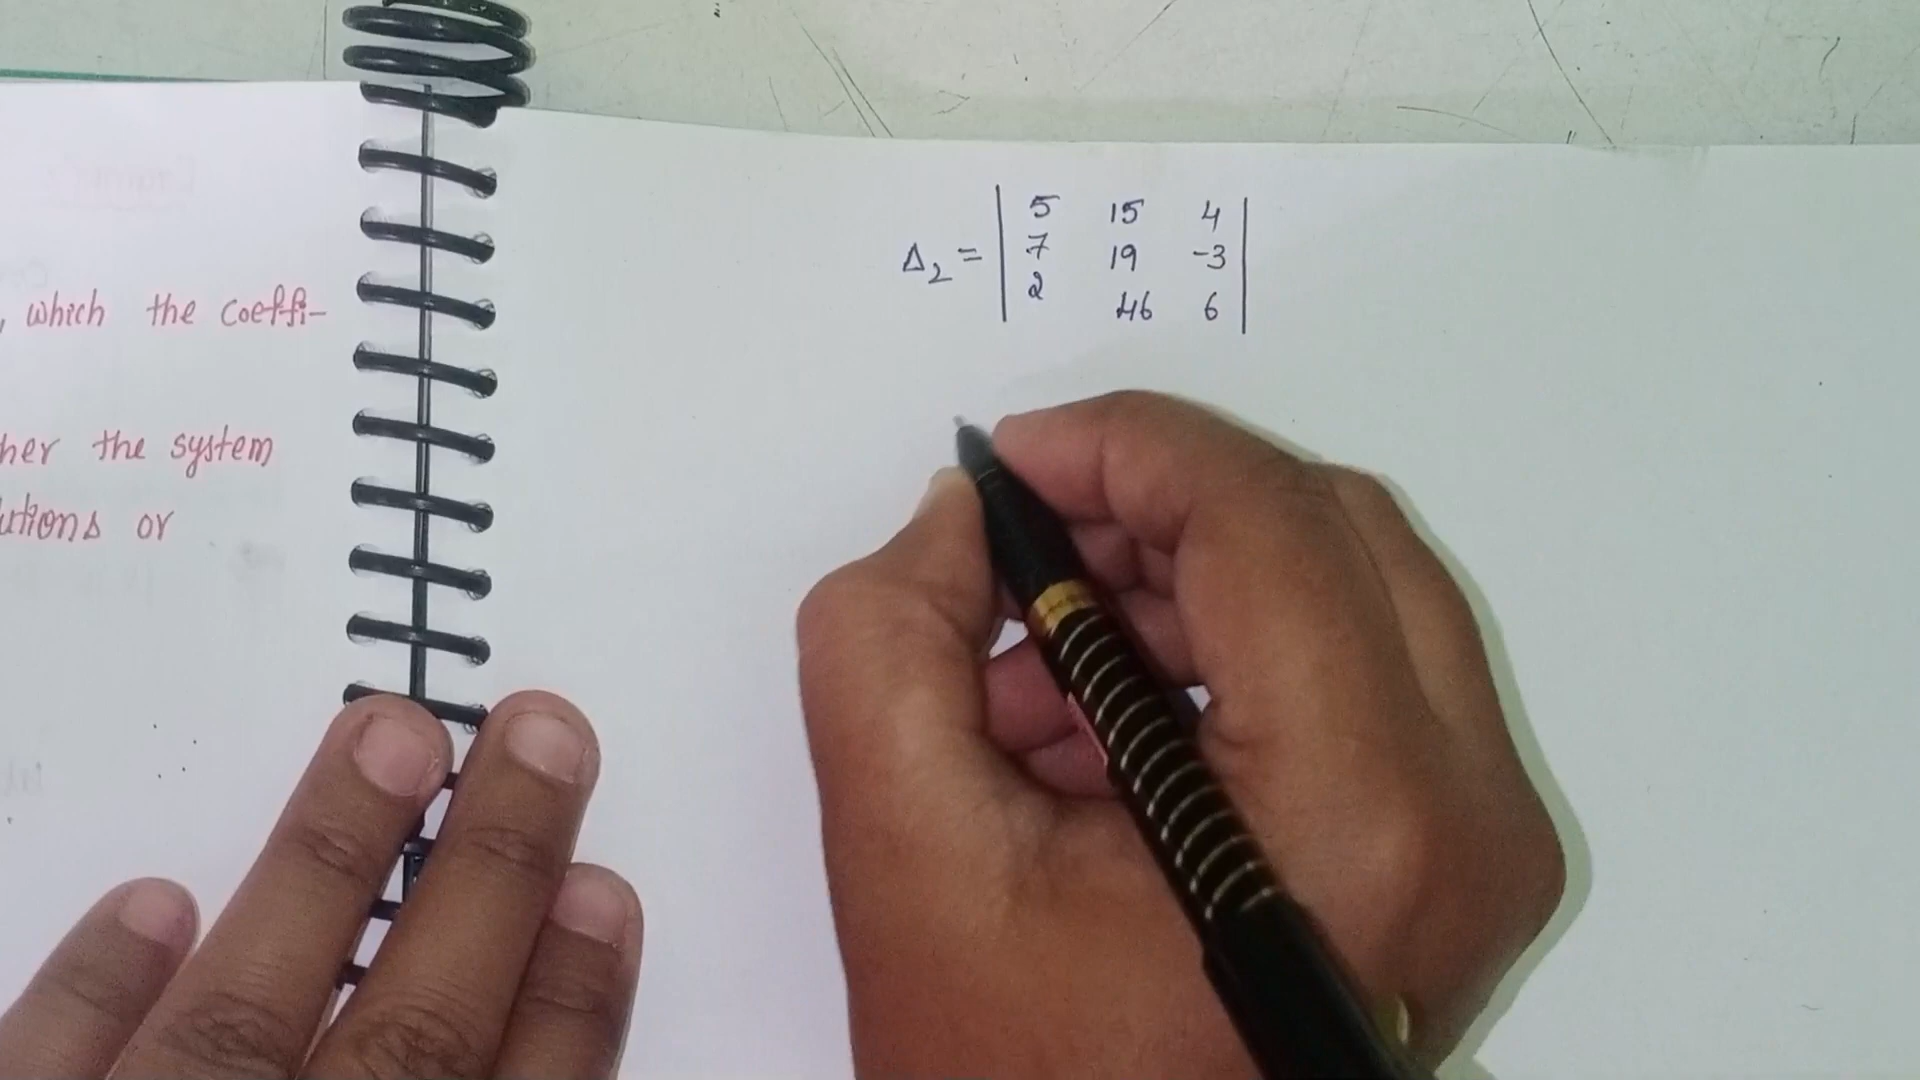 , which the coeffi-
her the system
utions or
Δ₂ = | 5 15 4 |
| 7 19 -3 |
| 2 46 6 |